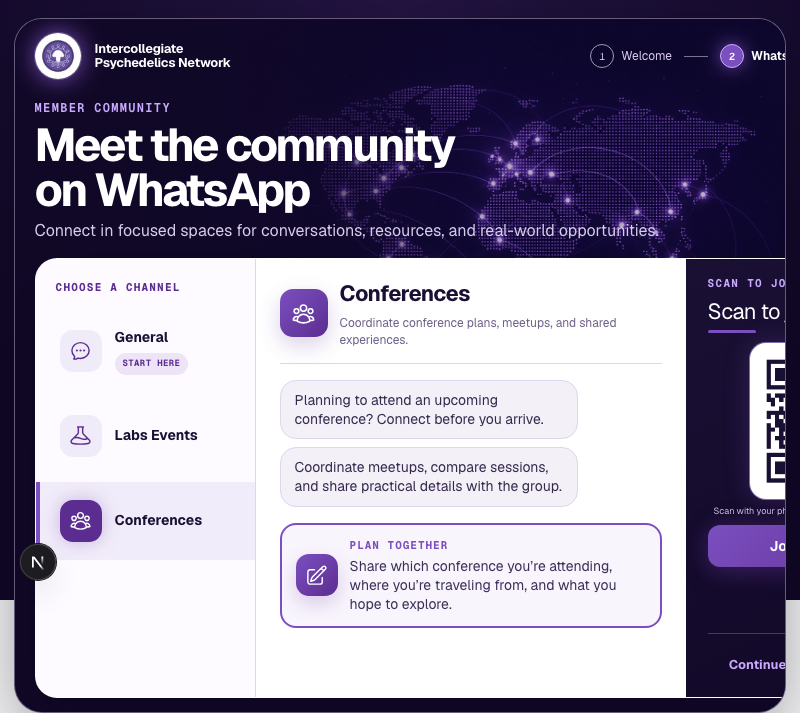 Intercollegiate
Psychedelics Network
1 Welcome
2 Whats
MEMBER COMMUNITY
Meet the community
on WhatsApp
Connect in focused spaces for conversations, resources, and real-world opportunities.
CHOOSE A CHANNEL
General
START HERE
Labs Events
Conferences
N
Conferences
Coordinate conference plans, meetups, and shared
experiences.
Planning to attend an upcoming
conference? Connect before you arrive.
Coordinate meetups, compare sessions,
and share practical details with the group.
PLAN TOGETHER
Share which conference you're attending,
where you're traveling from, and what you
hope to explore.
SCAN TO JO
Scan to
Scan with your ph
Jo
Continue